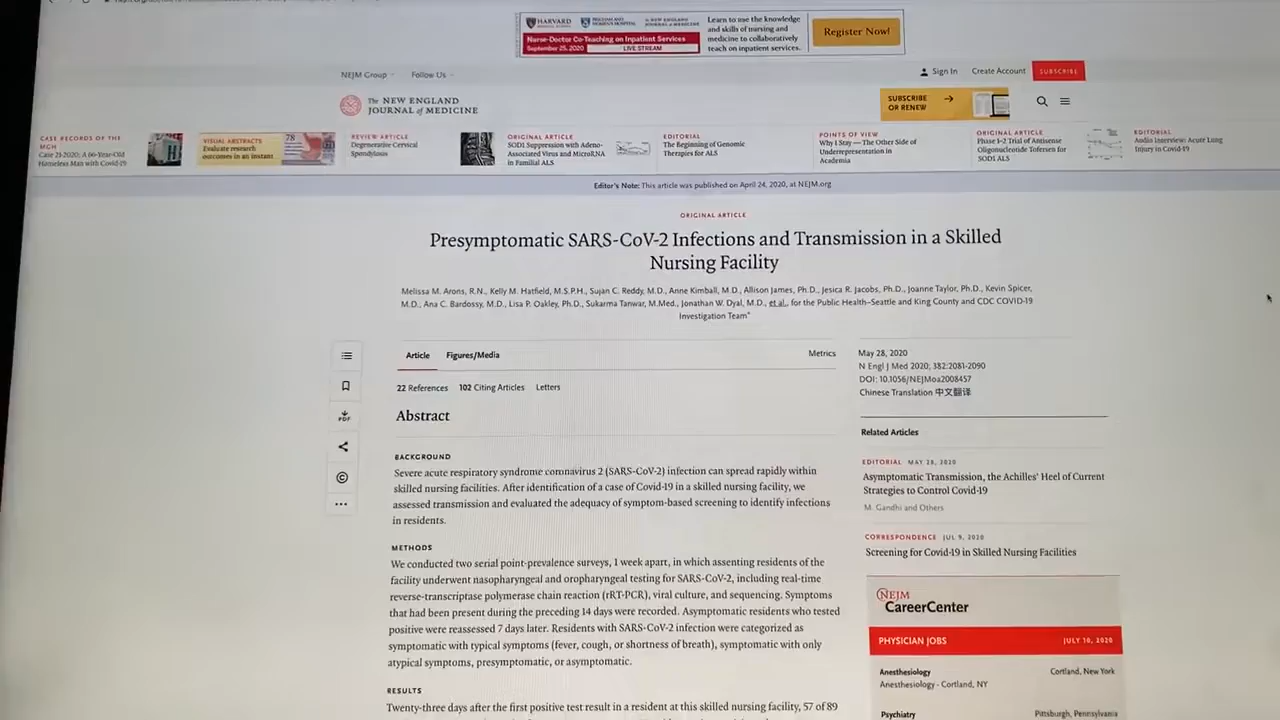 HARVARD
Learn to use the knowledge
and skills of nursing and
medicine to collaboratively
teach on inpatient services.
Nurse-Doctor Co-Teaching on Inpatient Services
September 25, 2020 LIVE STREAM
Register Now!
NEJM Group Follow Us
Sign In Create Account SUBSCRIBE
The NEW ENGLAND
JOURNAL of MEDICINE
SUBSCRIBE
OR RENEW
CASE RECORDS OF THE
MGH
Case 21-2020: A 66-Year-Old
Homeless Man with Covid-19
VISUAL ABSTRACTS
Evaluate research
outcomes in an instant
78
REVIEW ARTICLE
Degenerative Cervical
Spondylosis
ORIGINAL ARTICLE
SOD1 Suppression with Adeno-
Associated Virus and MicroRNA
in Familial ALS
EDITORIAL
The Beginning of Genomic
Therapies for ALS
POINTS OF VIEW
Why I Stay — The Other Side of
Underrepresentation in
Academia
ORIGINAL ARTICLE
Phase 1–2 Trial of Antisense
Oligonucleotide Tofersen for
SOD1 ALS
EDITORIAL
Audio Interview: Acute Lung
Injury in Covid-19
Editor's Note: This article was published on April 24, 2020, at NEJM.org
ORIGINAL ARTICLE
Presymptomatic SARS-CoV-2 Infections and Transmission in a Skilled
Nursing Facility
Melissa M. Arons, R.N., Kelly M. Hatfield, M.S.P.H., Sujan C. Reddy, M.D., Anne Kimball, M.D., Allison James, Ph.D., Jesica R. Jacobs, Ph.D., Joanne Taylor, Ph.D., Kevin Spicer,
M.D., Ana C. Bardossy, M.D., Lisa P. Oakley, Ph.D., Sukarma Tanwar, M.Med., Jonathan W. Dyal, M.D., et al., for the Public Health–Seattle and King County and CDC COVID-19
Investigation Team*
Article Figures/Media Metrics
22 References 102 Citing Articles Letters
Abstract
BACKGROUND
Severe acute respiratory syndrome coronavirus 2 (SARS-CoV-2) infection can spread rapidly within
skilled nursing facilities. After identification of a case of Covid-19 in a skilled nursing facility, we
assessed transmission and evaluated the adequacy of symptom-based screening to identify infections
in residents.
METHODS
We conducted two serial point-prevalence surveys, 1 week apart, in which assenting residents of the
facility underwent nasopharyngeal and oropharyngeal testing for SARS-CoV-2, including real-time
reverse-transcriptase polymerase chain reaction (rRT-PCR), viral culture, and sequencing. Symptoms
that had been present during the preceding 14 days were recorded. Asymptomatic residents who tested
positive were reassessed 7 days later. Residents with SARS-CoV-2 infection were categorized as
symptomatic with typical symptoms (fever, cough, or shortness of breath), symptomatic with only
atypical symptoms, presymptomatic, or asymptomatic.
RESULTS
Twenty-three days after the first positive test result in a resident at this skilled nursing facility, 57 of 89
PDF
May 28, 2020
N Engl J Med 2020; 382:2081-2090
DOI: 10.1056/NEJMoa2008457
Chinese Translation 中文翻译
Related Articles
EDITORIAL MAY 28, 2020
Asymptomatic Transmission, the Achilles' Heel of Current
Strategies to Control Covid-19
M. Gandhi and Others
CORRESPONDENCE JUL 9, 2020
Screening for Covid-19 in Skilled Nursing Facilities
NEJM
CareerCenter
PHYSICIAN JOBS JULY 10, 2020
Anesthesiology Cortland, New York
Anesthesiology - Cortland, NY
Psychiatry Pittsburgh, Pennsylvania